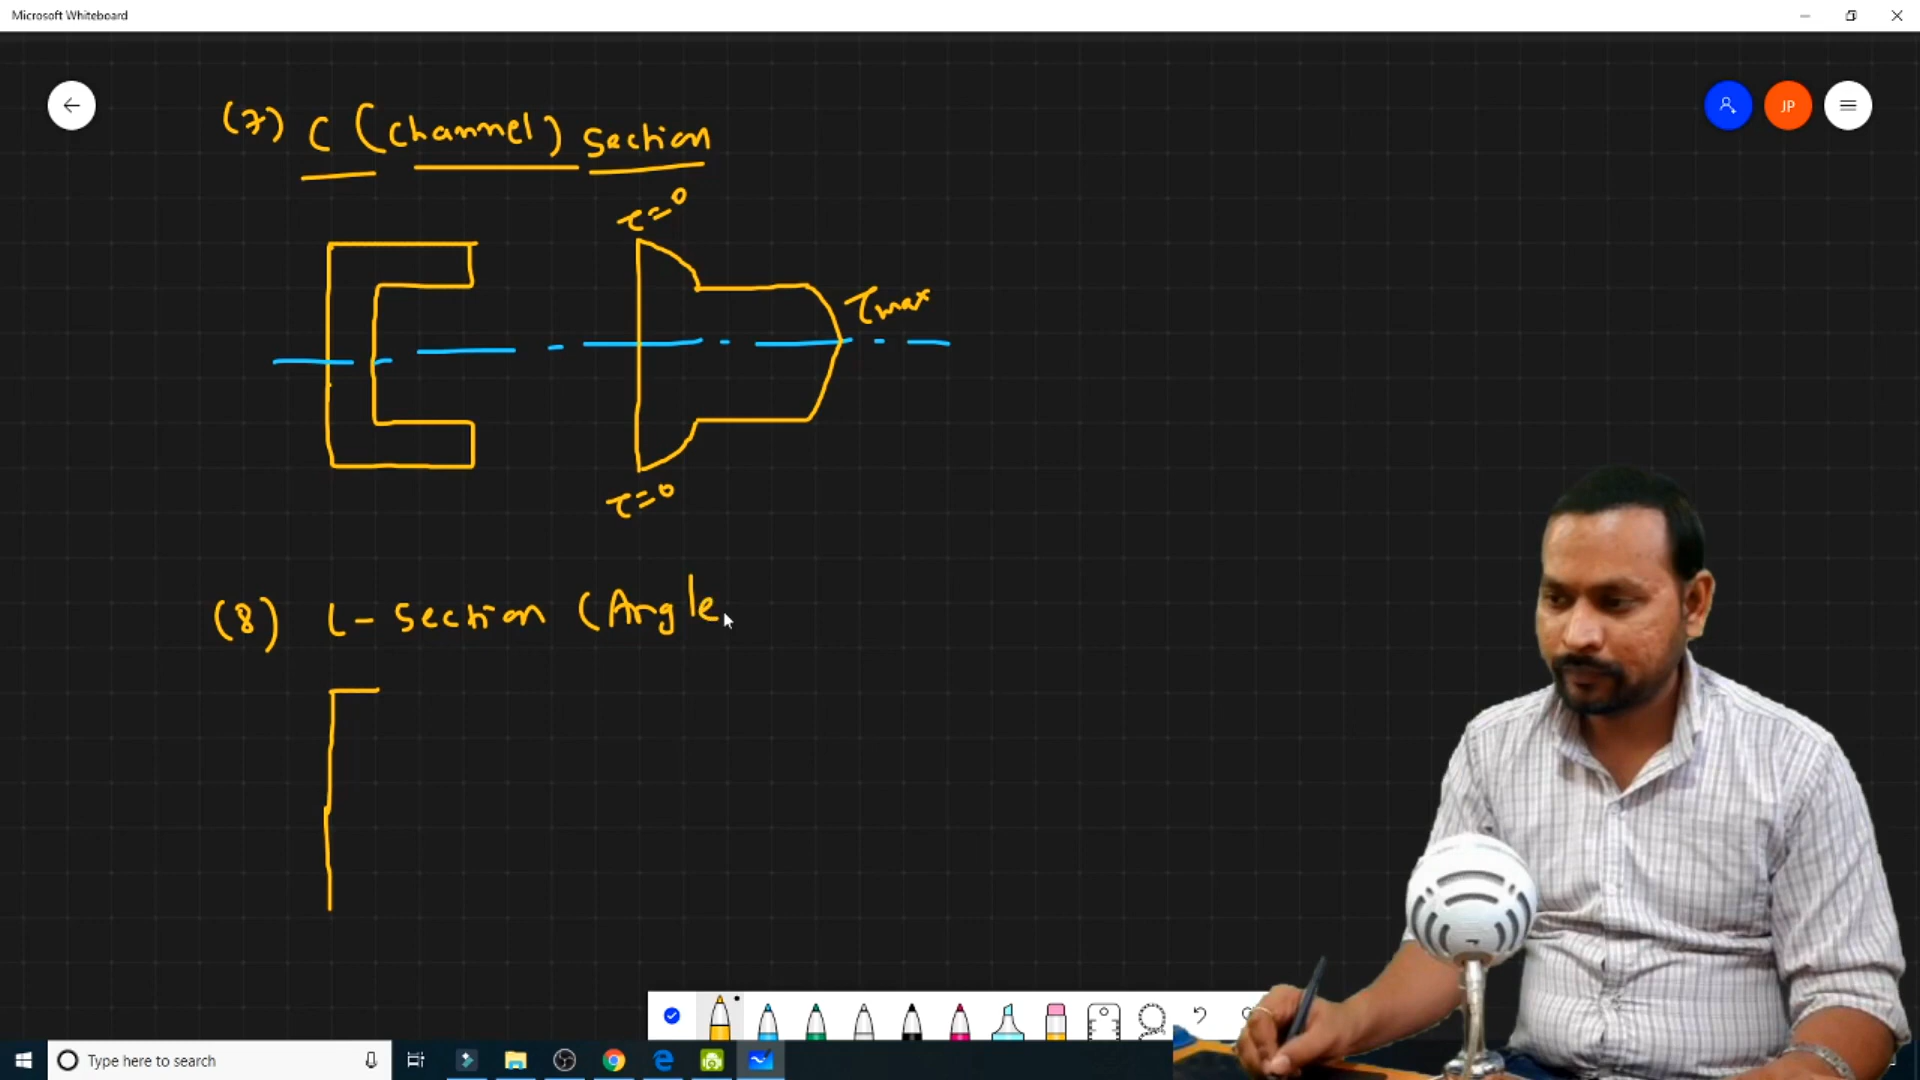 Microsoft Whiteboard
JP
(7) C (Channel) Section
τ=0
τmax
τ=0
(8) L - Section (Angle
Type here to search